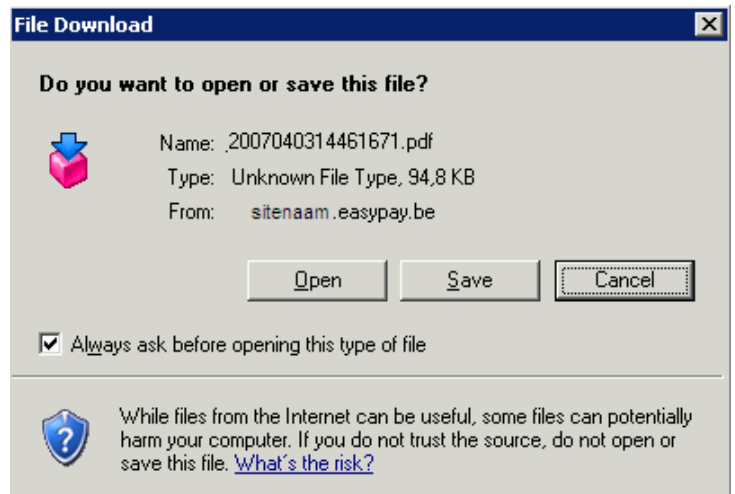 File Download
Do you want to open or save this file?
Name: 2007040314461671.pdf
Type: Unknown File Type, 94,8 KB
From: sitenaam.easypay.be
Open Save Cancel
Always ask before opening this type of file
While files from the Internet can be useful, some files can potentially
harm your computer. If you do not trust the source, do not open or
save this file. What's the risk?